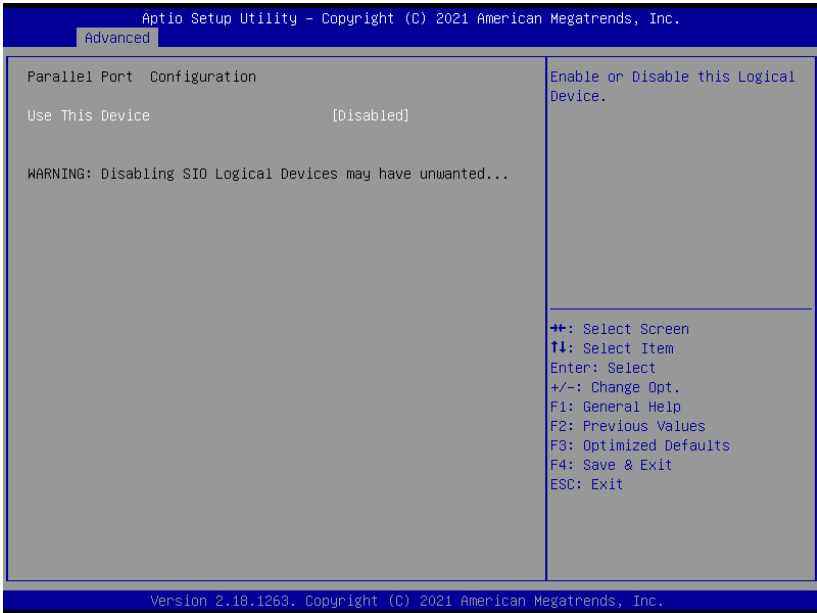 Aptio Setup Utility – Copyright (C) 2021 American Megatrends, Inc.
Advanced
Parallel Port  Configuration
Use This Device [Disabled]
WARNING: Disabling SIO Logical Devices may have unwanted...
Enable or Disable this Logical
Device.
→←: Select Screen
↑↓: Select Item
Enter: Select
+/-: Change Opt.
F1: General Help
F2: Previous Values
F3: Optimized Defaults
F4: Save & Exit
ESC: Exit
Version 2.18.1263. Copyright (C) 2021 American Megatrends, Inc.